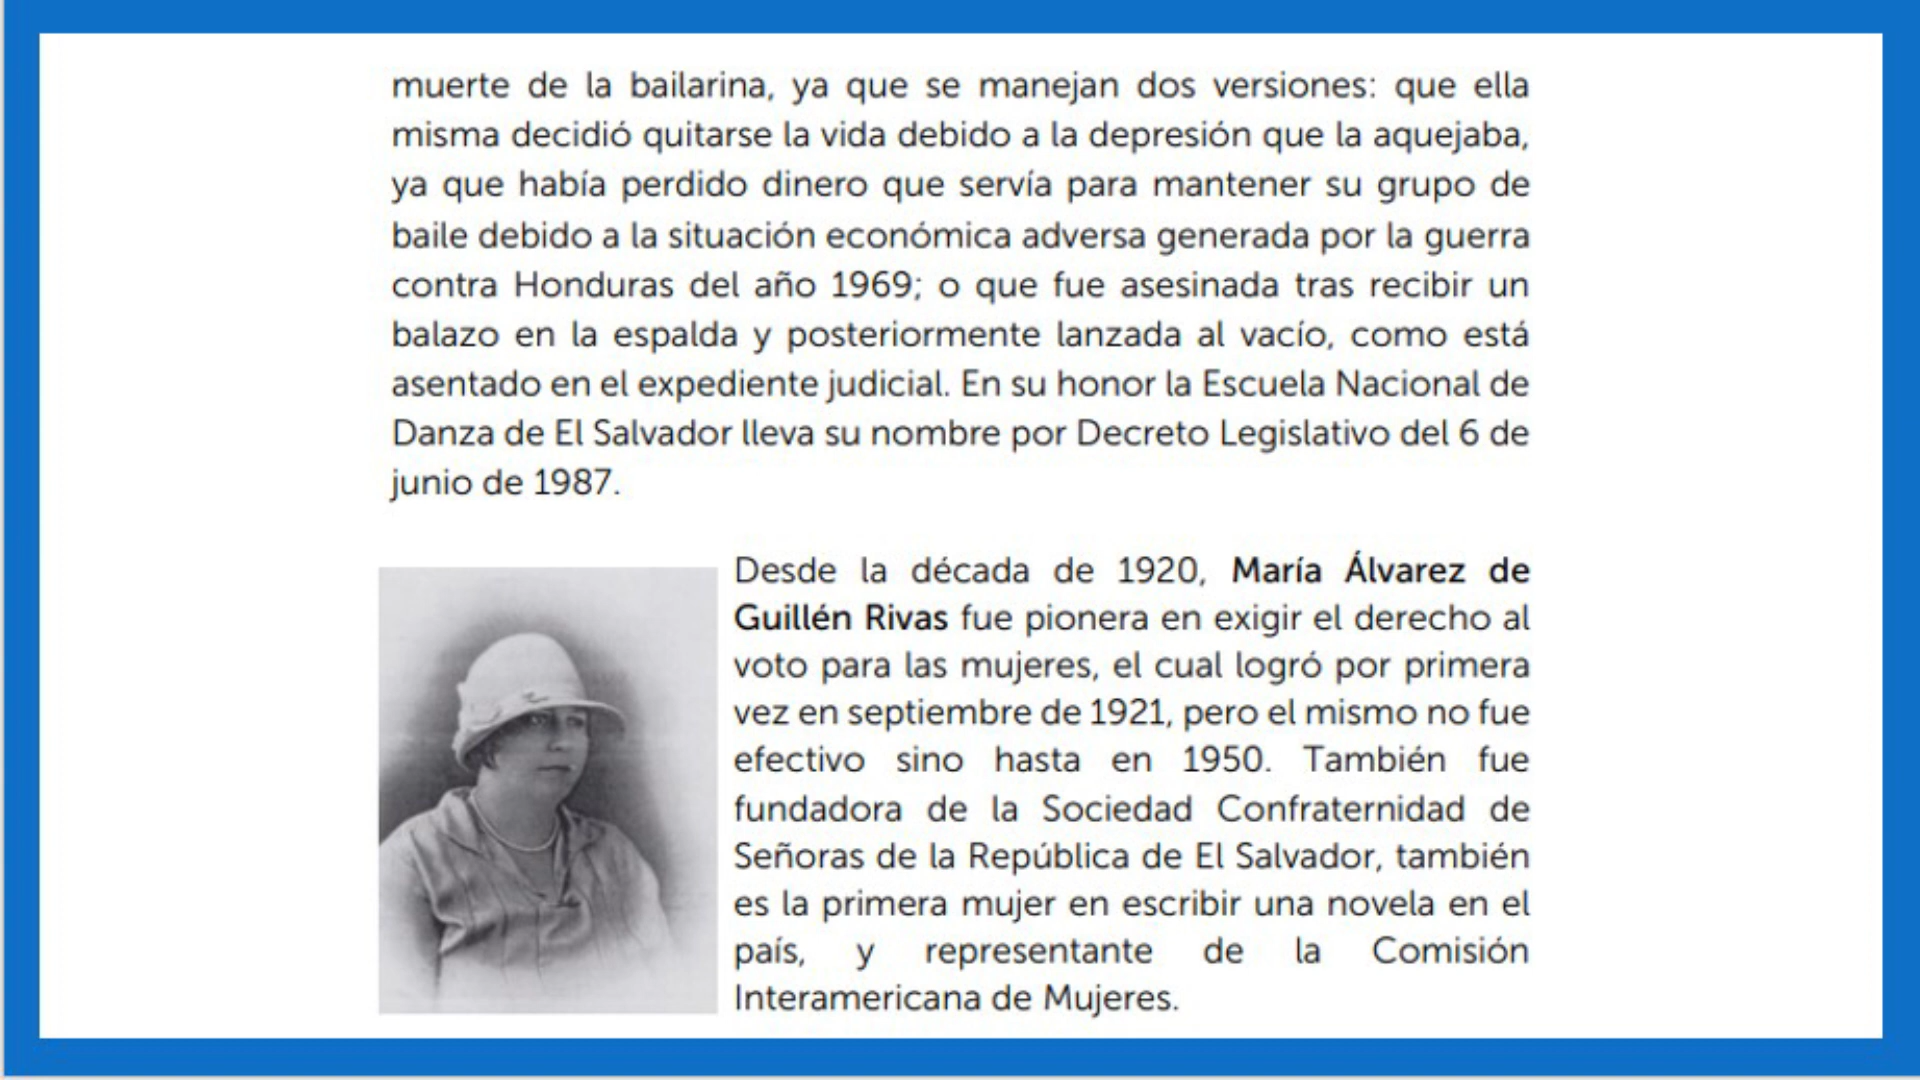 muerte de la bailarina, ya que se manejan dos versiones: que ella
misma decidió quitarse la vida debido a la depresión que la aquejaba,
ya que había perdido dinero que servía para mantener su grupo de
baile debido a la situación económica adversa generada por la guerra
contra Honduras del año 1969; o que fue asesinada tras recibir un
balazo en la espalda y posteriormente lanzada al vacío, como está
asentado en el expediente judicial. En su honor la Escuela Nacional de
Danza de El Salvador lleva su nombre por Decreto Legislativo del 6 de
junio de 1987.
Desde la década de 1920, María Álvarez de
Guillén Rivas fue pionera en exigir el derecho al
voto para las mujeres, el cual logró por primera
vez en septiembre de 1921, pero el mismo no fue
efectivo sino hasta en 1950. También fue
fundadora de la Sociedad Confraternidad de
Señoras de la República de El Salvador, también
es la primera mujer en escribir una novela en el
país, y representante de la Comisión
Interamericana de Mujeres.